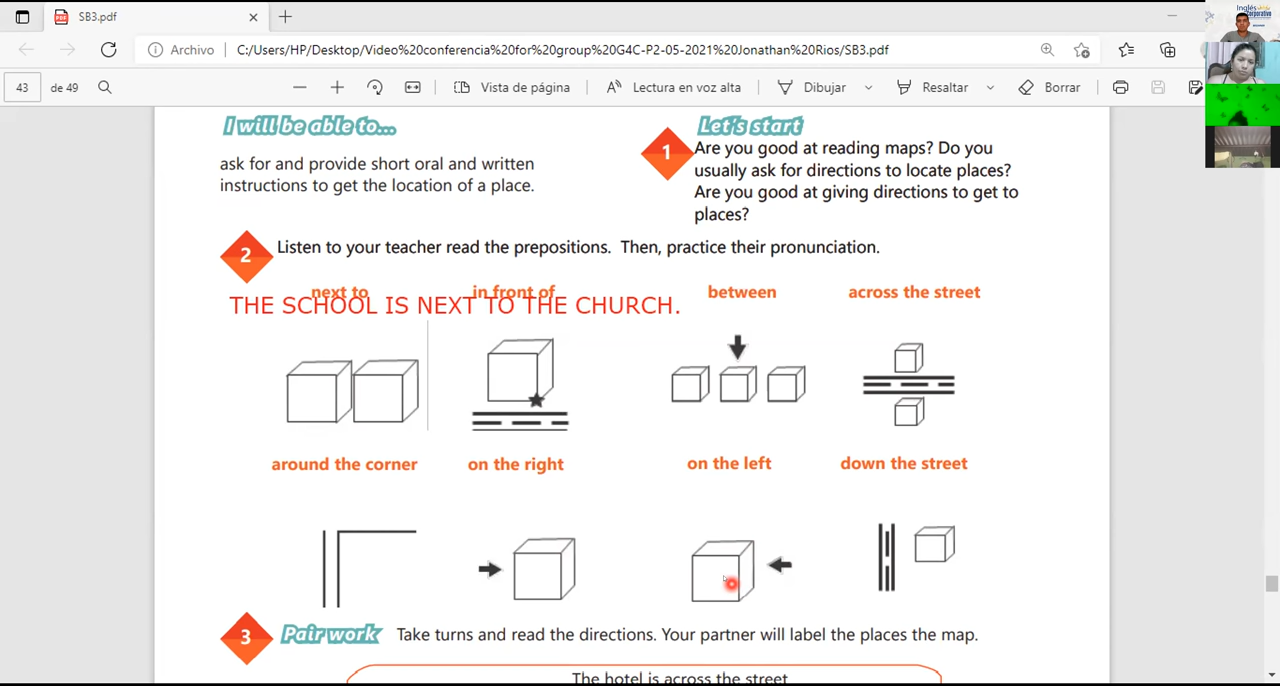 SB3.pdf
Archivo C:/Users/HP/Desktop/Video%20conferencia%20for%20group%20G4C-P2-05-2021%20Jonathan%20Rios/SB3.pdf
43 de 49 Vista de página Lectura en voz alta Dibujar Resaltar Borrar
Inglés
I will be able to...
ask for and provide short oral and written
instructions to get the location of a place.
1 Let's start
Are you good at reading maps? Do you
usually ask for directions to locate places?
Are you good at giving directions to get to
places?
2 Listen to your teacher read the prepositions. Then, practice their pronunciation.
next to in front of between across the street
THE SCHOOL IS NEXT TO THE CHURCH.
around the corner on the right on the left down the street
3 Pair work Take turns and read the directions. Your partner will label the places the map.
The hotel is across the street